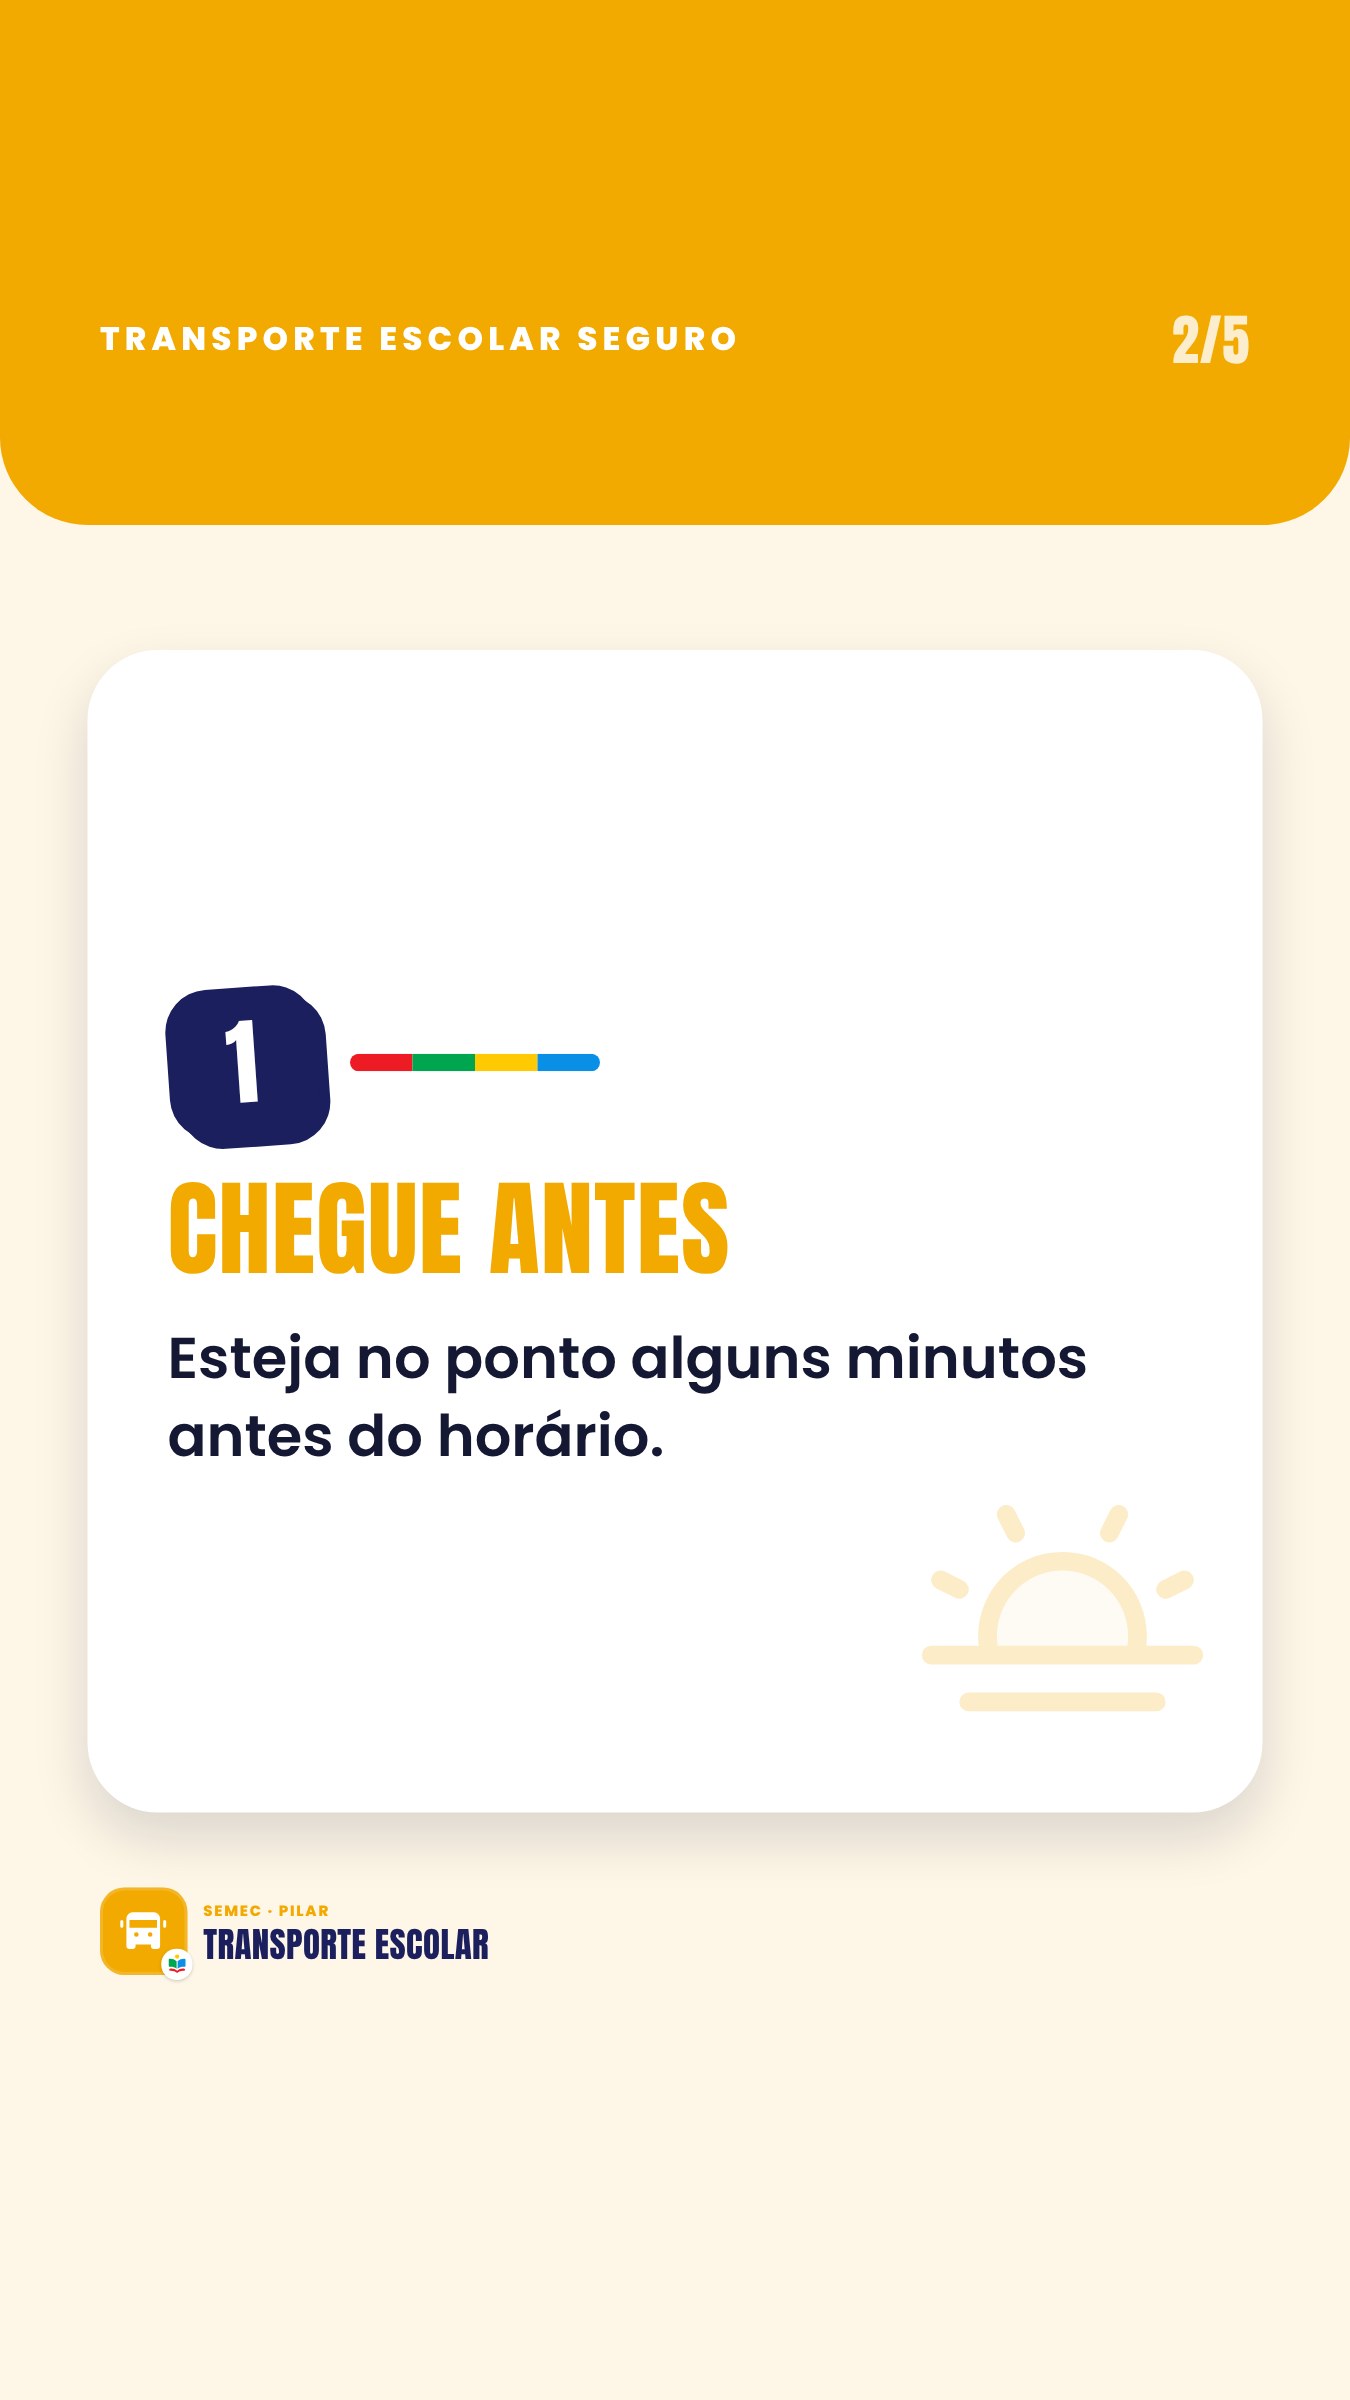 TRANSPORTE ESCOLAR SEGURO
2/5
1
CHEGUE ANTES
Esteja no ponto alguns minutos
antes do horário.
SEMEC · PILAR
TRANSPORTE ESCOLAR